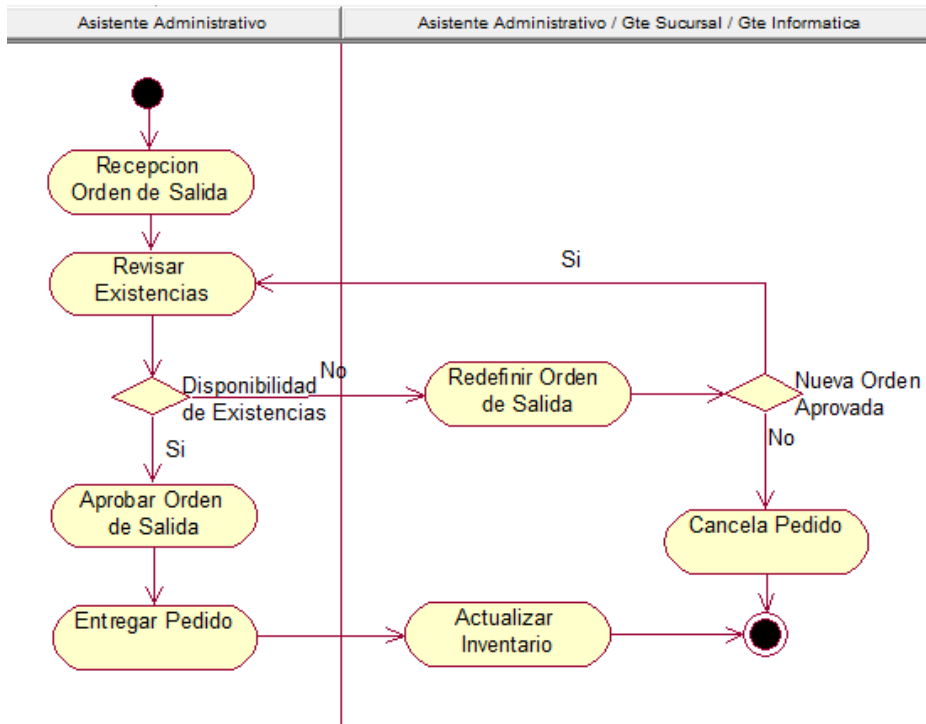 Asistente Administrativo
Asistente Administrativo / Gte Sucursal / Gte Informatica
Recepcion
Orden de Salida
Revisar
Existencias
Si
Disponibilidad
de Existencias
No
Redefinir Orden
de Salida
Nueva Orden
Aprovada
Si
No
Aprobar Orden
de Salida
Cancela Pedido
Entregar Pedido
Actualizar
Inventario